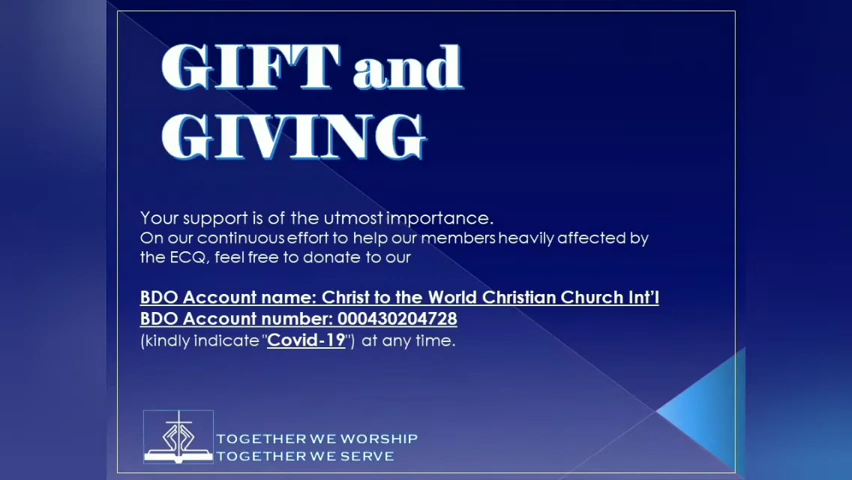 GIFT and
GIVING
Your support is of the utmost importance.
On our continuous effort to help our members heavily affected by
the ECQ, feel free to donate to our
BDO Account name: Christ to the World Christian Church Int'l
BDO Account number: 000430204728
(kindly indicate "Covid-19") at any time.
TOGETHER WE WORSHIP
TOGETHER WE SERVE